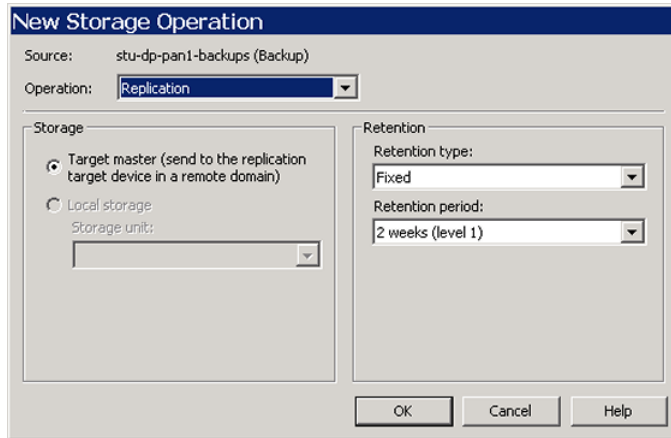 New Storage Operation
Source: stu-dp-pan1-backups (Backup)
Operation: Replication
Storage
Target master (send to the replication
target device in a remote domain)
Local storage
Storage unit:
Retention
Retention type:
Fixed
Retention period:
2 weeks (level 1)
OK Cancel Help